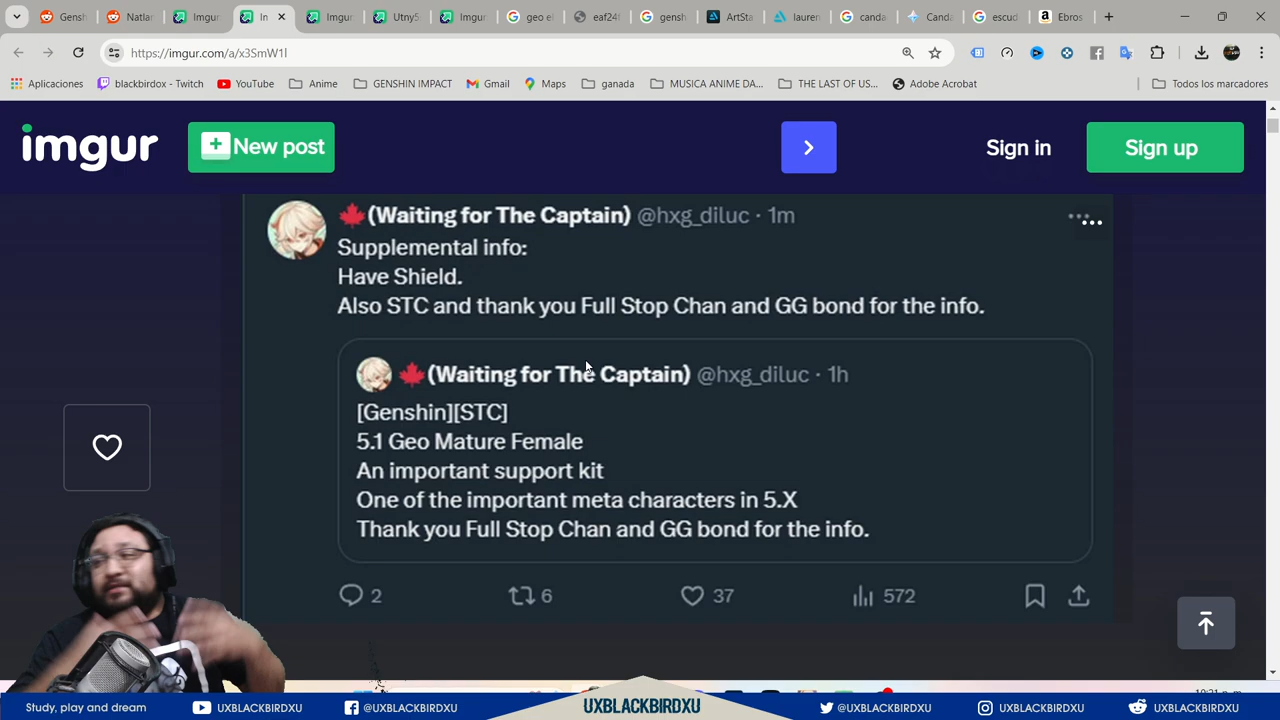 Gensh
Natlan
Imgur
In
Imgur
Utny5
Imgur
geo el
eaf24f
gensh
ArtSta
lauren
canda
Canda
escud
Ebros
https://imgur.com/a/x3SmW1l
Aplicaciones
blackbirdox - Twitch
YouTube
Anime
GENSHIN IMPACT
Gmail
Maps
ganada
MUSICA ANIME DA...
THE LAST OF US...
Adobe Acrobat
Todos los marcadores
imgur
New post
Sign in
Sign up
(Waiting for The Captain) @hxg_diluc · 1m
Supplemental info:
Have Shield.
Also STC and thank you Full Stop Chan and GG bond for the info.
(Waiting for The Captain) @hxg_diluc · 1h
[Genshin][STC]
5.1 Geo Mature Female
An important support kit
One of the important meta characters in 5.X
Thank you Full Stop Chan and GG bond for the info.
2
6
37
572
Study, play and dream
UXBLACKBIRDXU
@UXBLACKBIRDXU
UXBLACKBIRDXU
@UXBLACKBIRDXU
UXBLACKBIRDXU
UXBLACKBIRDXU